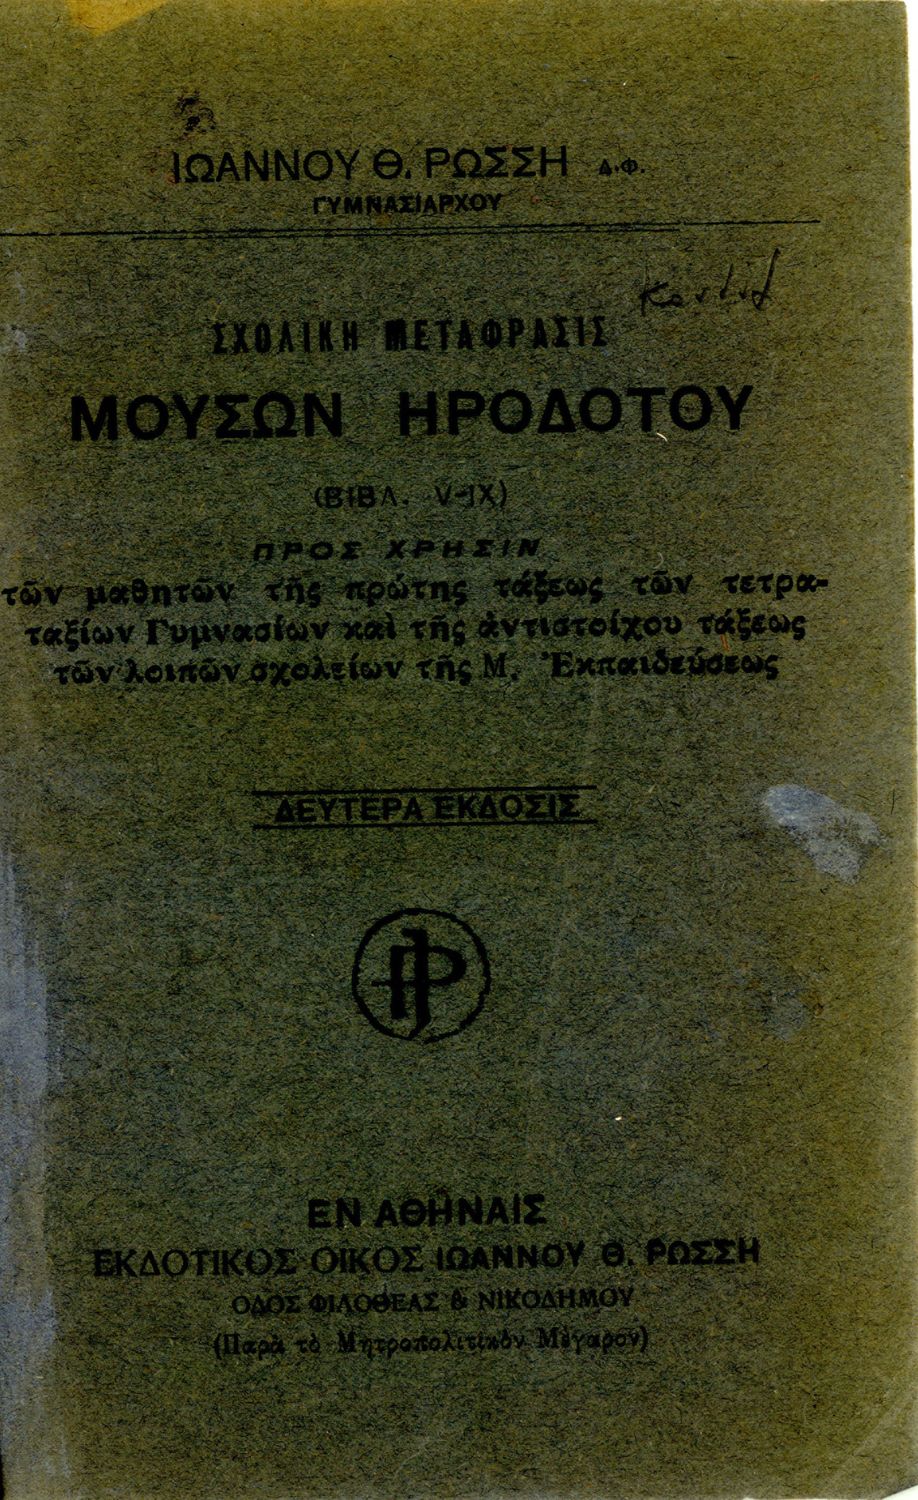 ΙΩΑΝΝΟΥ Θ. ΡΩΣΣΗ Δ.Φ.
ΓΥΜΝΑΣΙΑΡΧΟΥ
ΣΧΟΛΙΚΗ ΜΕΤΑΦΡΑΣΙΣ
ΜΟΥΣΩΝ ΗΡΟΔΟΤΟΥ
(ΒΙΒΛ. V-IX)
ΠΡΟΣ ΧΡΗΣΙΝ
τῶν μαθητῶν τῆς πρώτης τάξεως τῶν τετρα-
ταξίων Γυμνασίων καὶ τῆς ἀντιστοίχου τάξεως
τῶν λοιπῶν σχολείων τῆς Μ. Ἐκπαιδεύσεως
ΔΕΥΤΕΡΑ ΕΚΔΟΣΙΣ
ΕΝ ΑΘΗΝΑΙΣ
ΕΚΔΟΤΙΚΟΣ ΟΙΚΟΣ ΙΩΑΝΝΟΥ Θ. ΡΩΣΣΗ
ΟΔΟΣ ΦΙΛΟΘΕΑΣ & ΝΙΚΟΔΗΜΟΥ
(Παρὰ τὸ Μητροπολιτικὸν Μέγαρον)